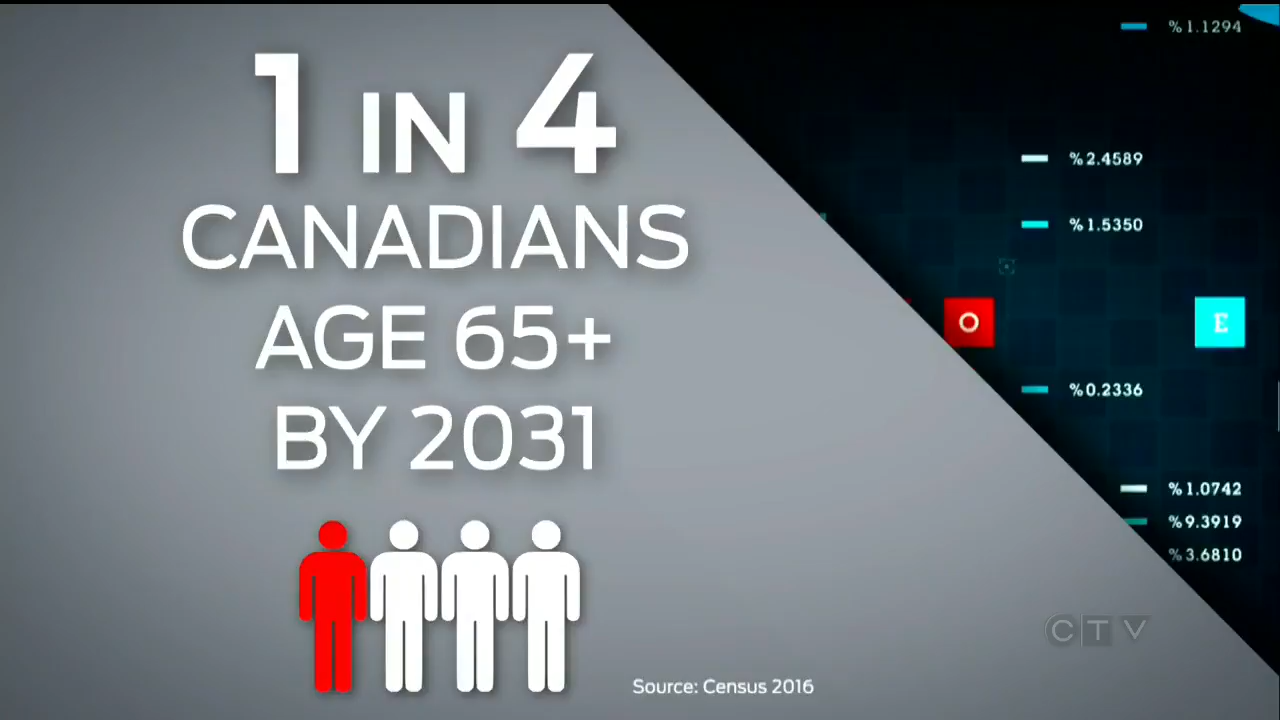 1 IN 4
CANADIANS
AGE 65+
BY 2031
Source: Census 2016
%1.1294
%2.4589
%1.5350
O
E
%0.2336
%1.0742
%9.3919
%3.6810
CTV